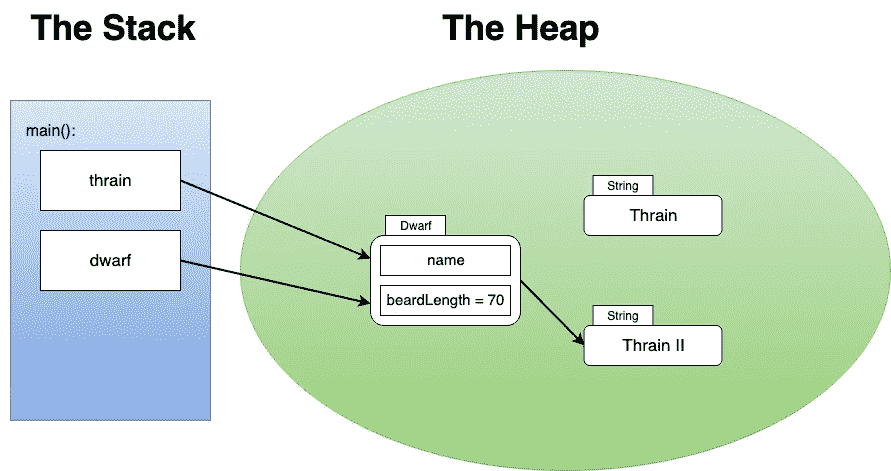 The Stack
The Heap
main():
thrain
dwarf
Dwarf
name
beardLength = 70
String
Thrain
String
Thrain II